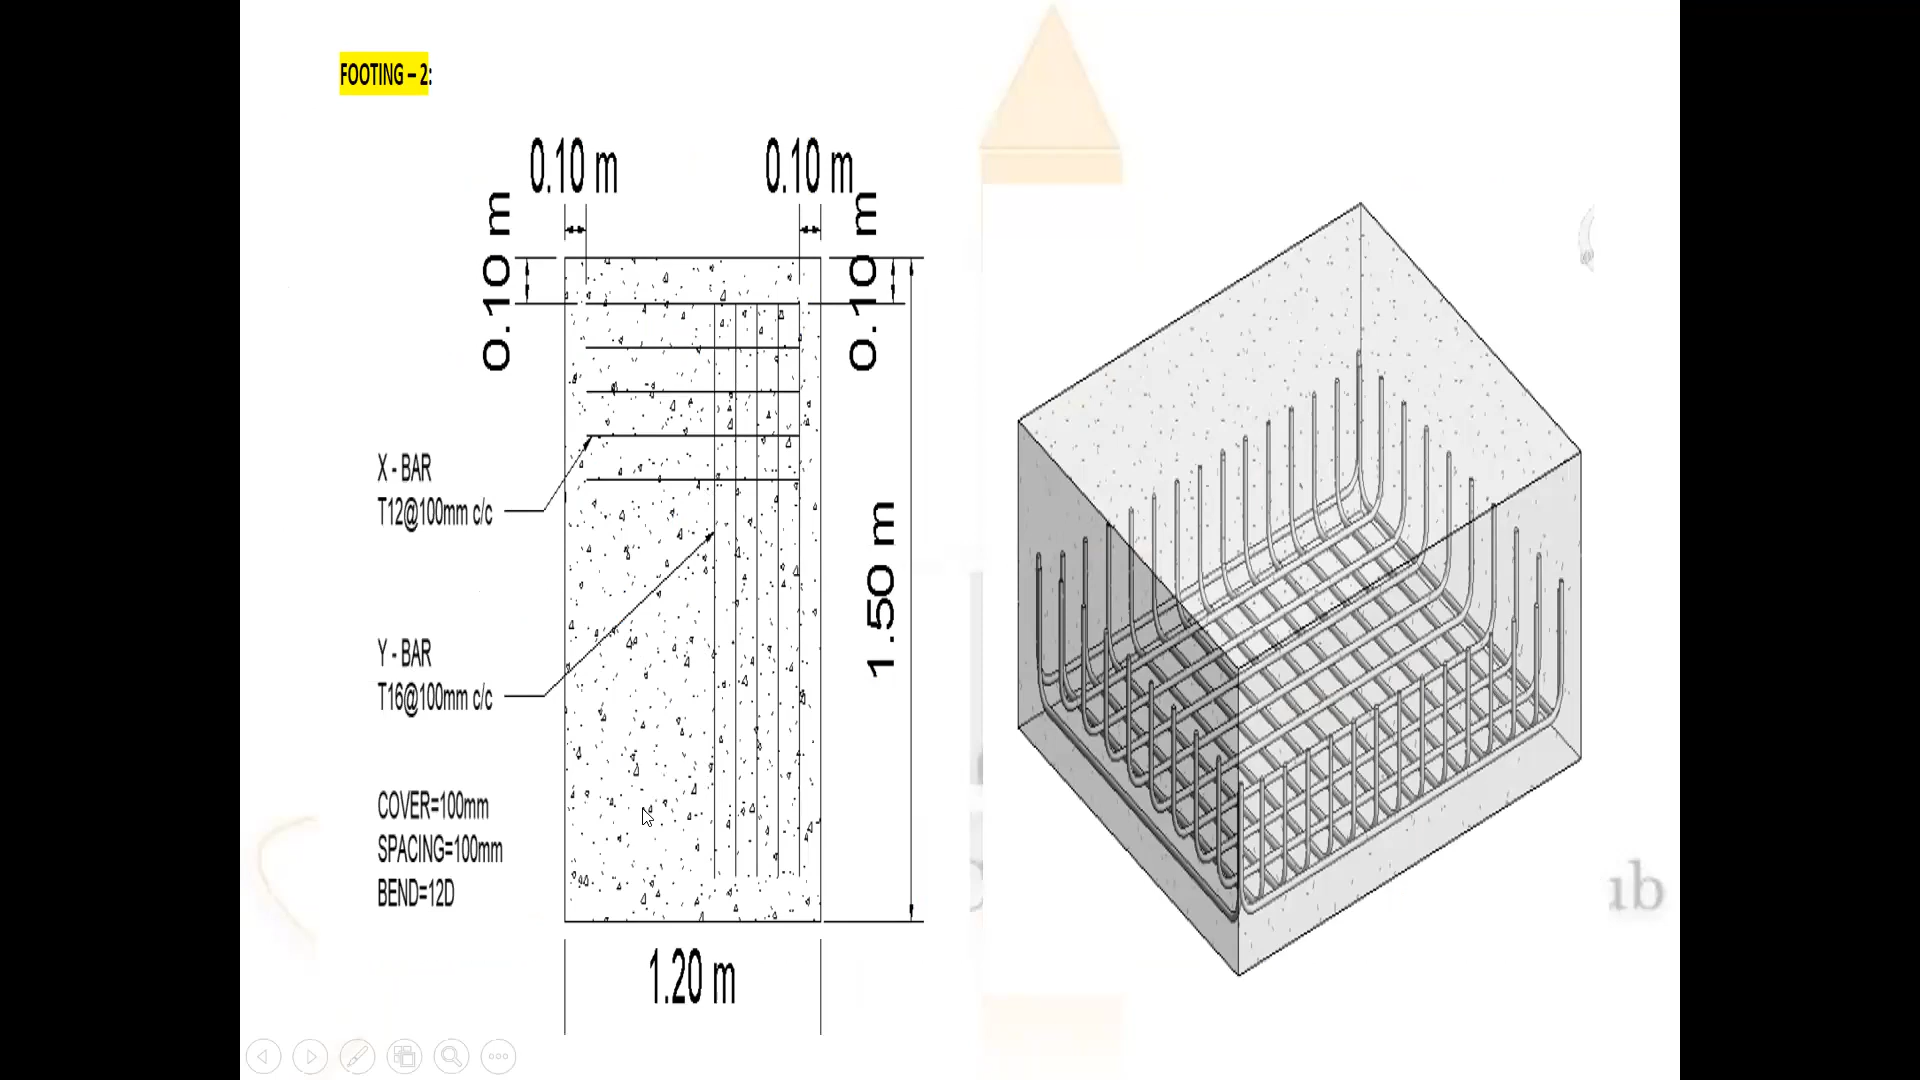 FOOTING – 2:
0.10 m
0.10 m
0.10 m
0.10 m
X - BAR
T12@100mm c/c
1.50 m
Y - BAR
T16@100mm c/c
COVER=100mm
SPACING=100mm
BEND=12D
1.20 m
ub